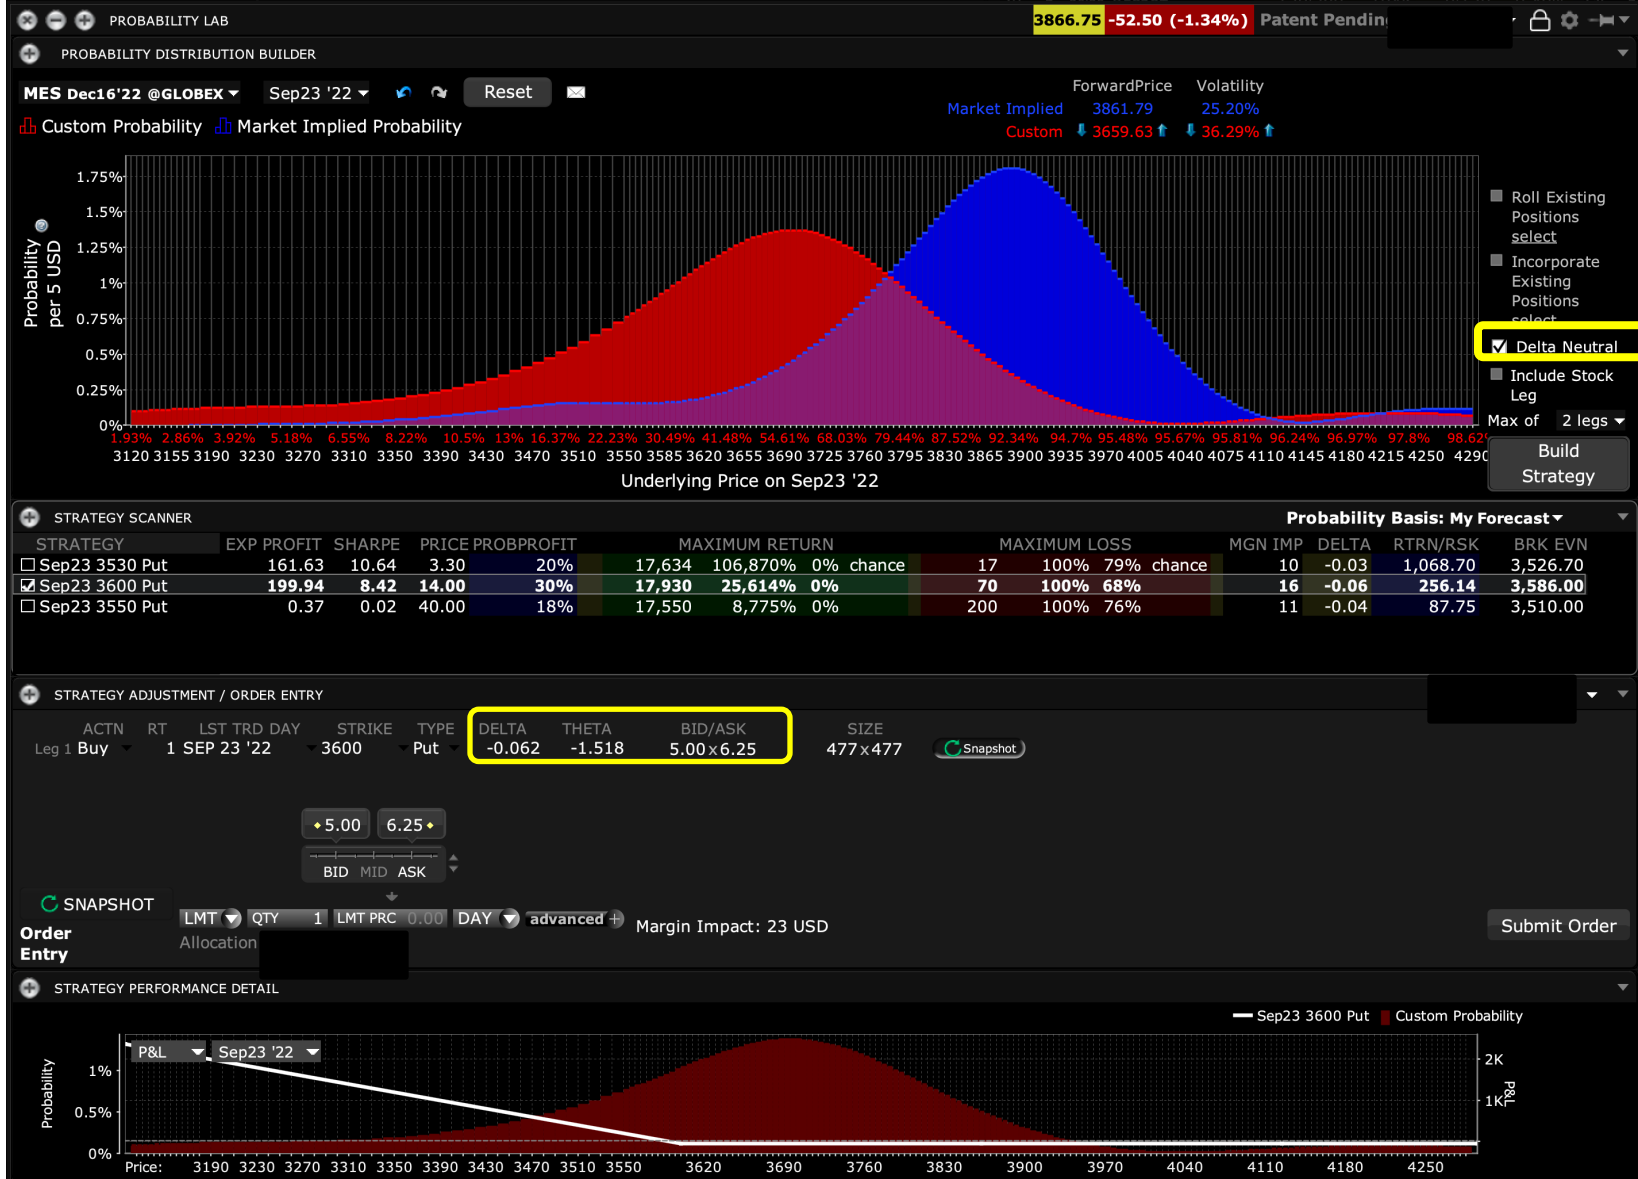 PROBABILITY LAB
3866.75 -52.50 (-1.34%) Patent Pendin
PROBABILITY DISTRIBUTION BUILDER
MES Dec16'22 @GLOBEX Sep23 '22 Reset
ForwardPrice Volatility
Market Implied 3861.79 25.20%
Custom 3659.63 36.29%
Custom Probability Market Implied Probability
1.75%
1.5%
1.25%
1%
0.75%
0.5%
0.25%
0%
Probability
per 5 USD
1.93% 2.86% 3.92% 5.18% 6.55% 8.22% 10.5% 13% 16.37% 22.23% 30.49% 41.48% 54.61% 68.03% 79.44% 87.52% 92.34% 94.7% 95.48% 95.67% 95.81% 96.24% 96.97% 97.8% 98.62
3120 3155 3190 3230 3270 3310 3350 3390 3430 3470 3510 3550 3585 3620 3655 3690 3725 3760 3795 3830 3865 3900 3935 3970 4005 4040 4075 4110 4145 4180 4215 4250 4290
Underlying Price on Sep23 '22
Roll Existing
Positions
select
Incorporate
Existing
Positions
select
Delta Neutral
Include Stock
Leg
Max of 2 legs
Build
Strategy
STRATEGY SCANNER
Probability Basis: My Forecast
STRATEGY EXP PROFIT SHARPE PRICE PROBPROFIT MAXIMUM RETURN MAXIMUM LOSS MGN IMP DELTA RTRN/RSK BRK EVN
Sep23 3530 Put 161.63 10.64 3.30 20% 17,634 106,870% 0% chance 17 100% 79% chance 10 -0.03 1,068.70 3,526.70
Sep23 3600 Put 199.94 8.42 14.00 30% 17,930 25,614% 0% 70 100% 68% 16 -0.06 256.14 3,586.00
Sep23 3550 Put 0.37 0.02 40.00 18% 17,550 8,775% 0% 200 100% 76% 11 -0.04 87.75 3,510.00
STRATEGY ADJUSTMENT / ORDER ENTRY
ACTN RT LST TRD DAY STRIKE TYPE DELTA THETA BID/ASK SIZE
Leg 1 Buy 1 SEP 23 '22 3600 Put -0.062 -1.518 5.00 x 6.25 477 x 477 Snapshot
5.00 6.25
BID MID ASK
SNAPSHOT
LMT QTY 1 LMT PRC 0.00 DAY advanced + Margin Impact: 23 USD
Submit Order
Order
Entry
Allocation
STRATEGY PERFORMANCE DETAIL
Sep23 3600 Put Custom Probability
P&L Sep23 '22
1%
0.5%
0%
Probability
2K
1K
P&L
Price: 3190 3230 3270 3310 3350 3390 3430 3470 3510 3550 3620 3690 3760 3830 3900 3970 4040 4110 4180 4250